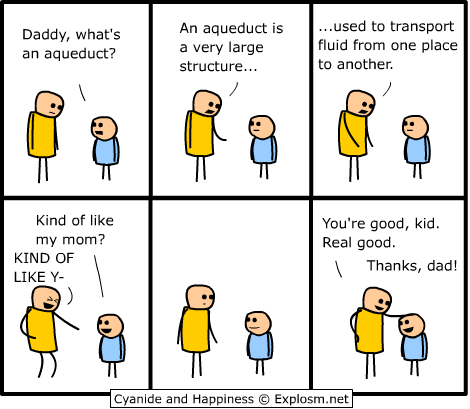 Daddy, what's
an aqueduct?
An aqueduct is
a very large
structure...
...used to transport
fluid from one place
to another.
Kind of like
my mom?
KIND OF
LIKE Y-
You're good, kid.
Real good.
Thanks, dad!
Cyanide and Happiness © Explosm.net